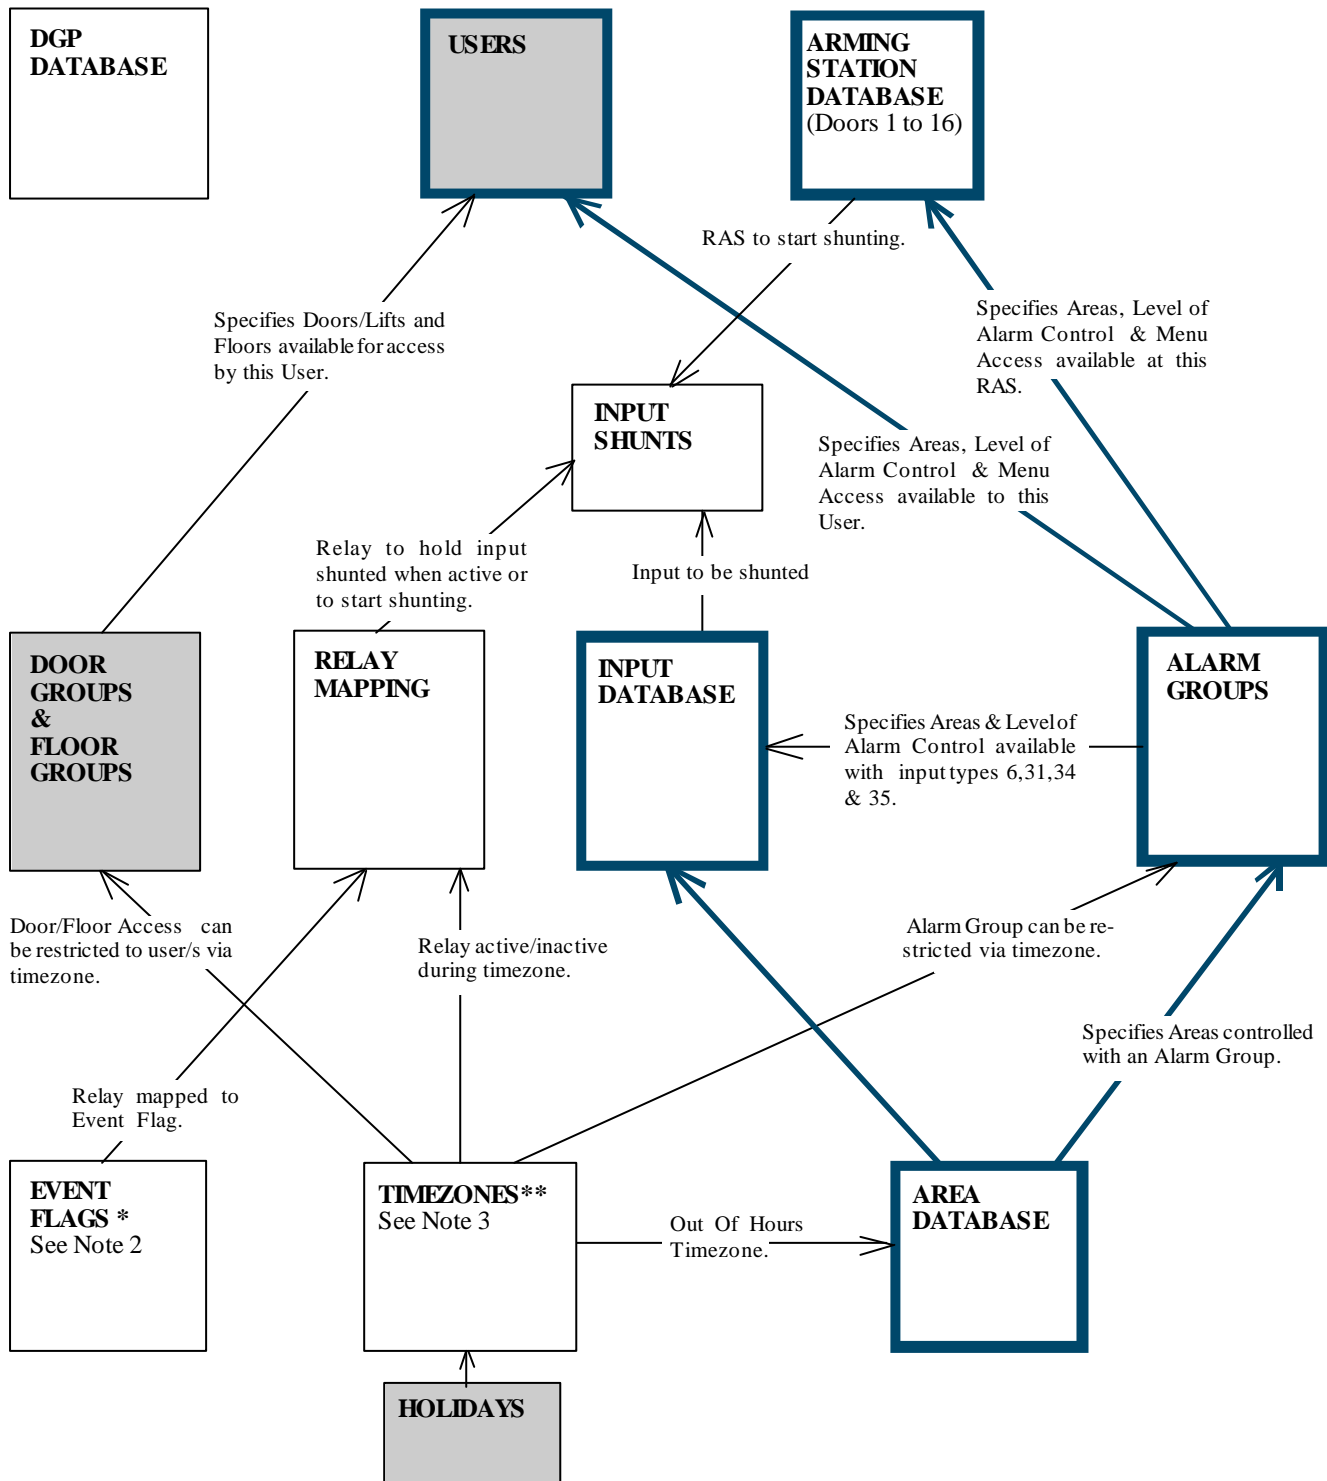 DGP
DATABASE
USERS
ARMING
STATION
DATABASE
(Doors 1 to 16)
RAS to start shunting.
Specifies Doors/Lifts and
Floors available for access
by this User.
Specifies Areas, Level of
Alarm Control & Menu
Access available at this
RAS.
INPUT
SHUNTS
Specifies Areas, Level of
Alarm Control & Menu
Access available to this
User.
Relay to hold input
shunted when active or
to start shunting.
Input to be shunted
DOOR
GROUPS
&
FLOOR
GROUPS
RELAY
MAPPING
INPUT
DATABASE
ALARM
GROUPS
Specifies Areas & Level of
Alarm Control available
with input types 6,31,34
& 35.
Door/Floor Access can
be restricted to user/s via
timezone.
Relay active/inactive
during timezone.
Alarm Group can be re-
stricted via timezone.
Specifies Areas controlled
with an Alarm Group.
Relay mapped to
Event Flag.
EVENT
FLAGS *
See Note 2
TIMEZONES**
See Note 3
Out Of Hours
Timezone.
AREA
DATABASE
HOLIDAYS